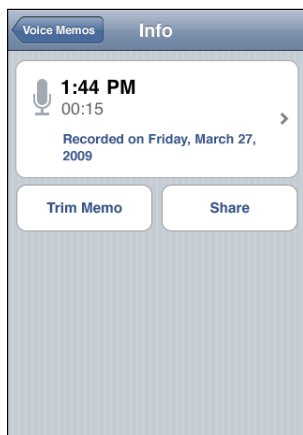 Voice Memos Info
1:44 PM
00:15
Recorded on Friday, March 27,
2009
Trim Memo Share